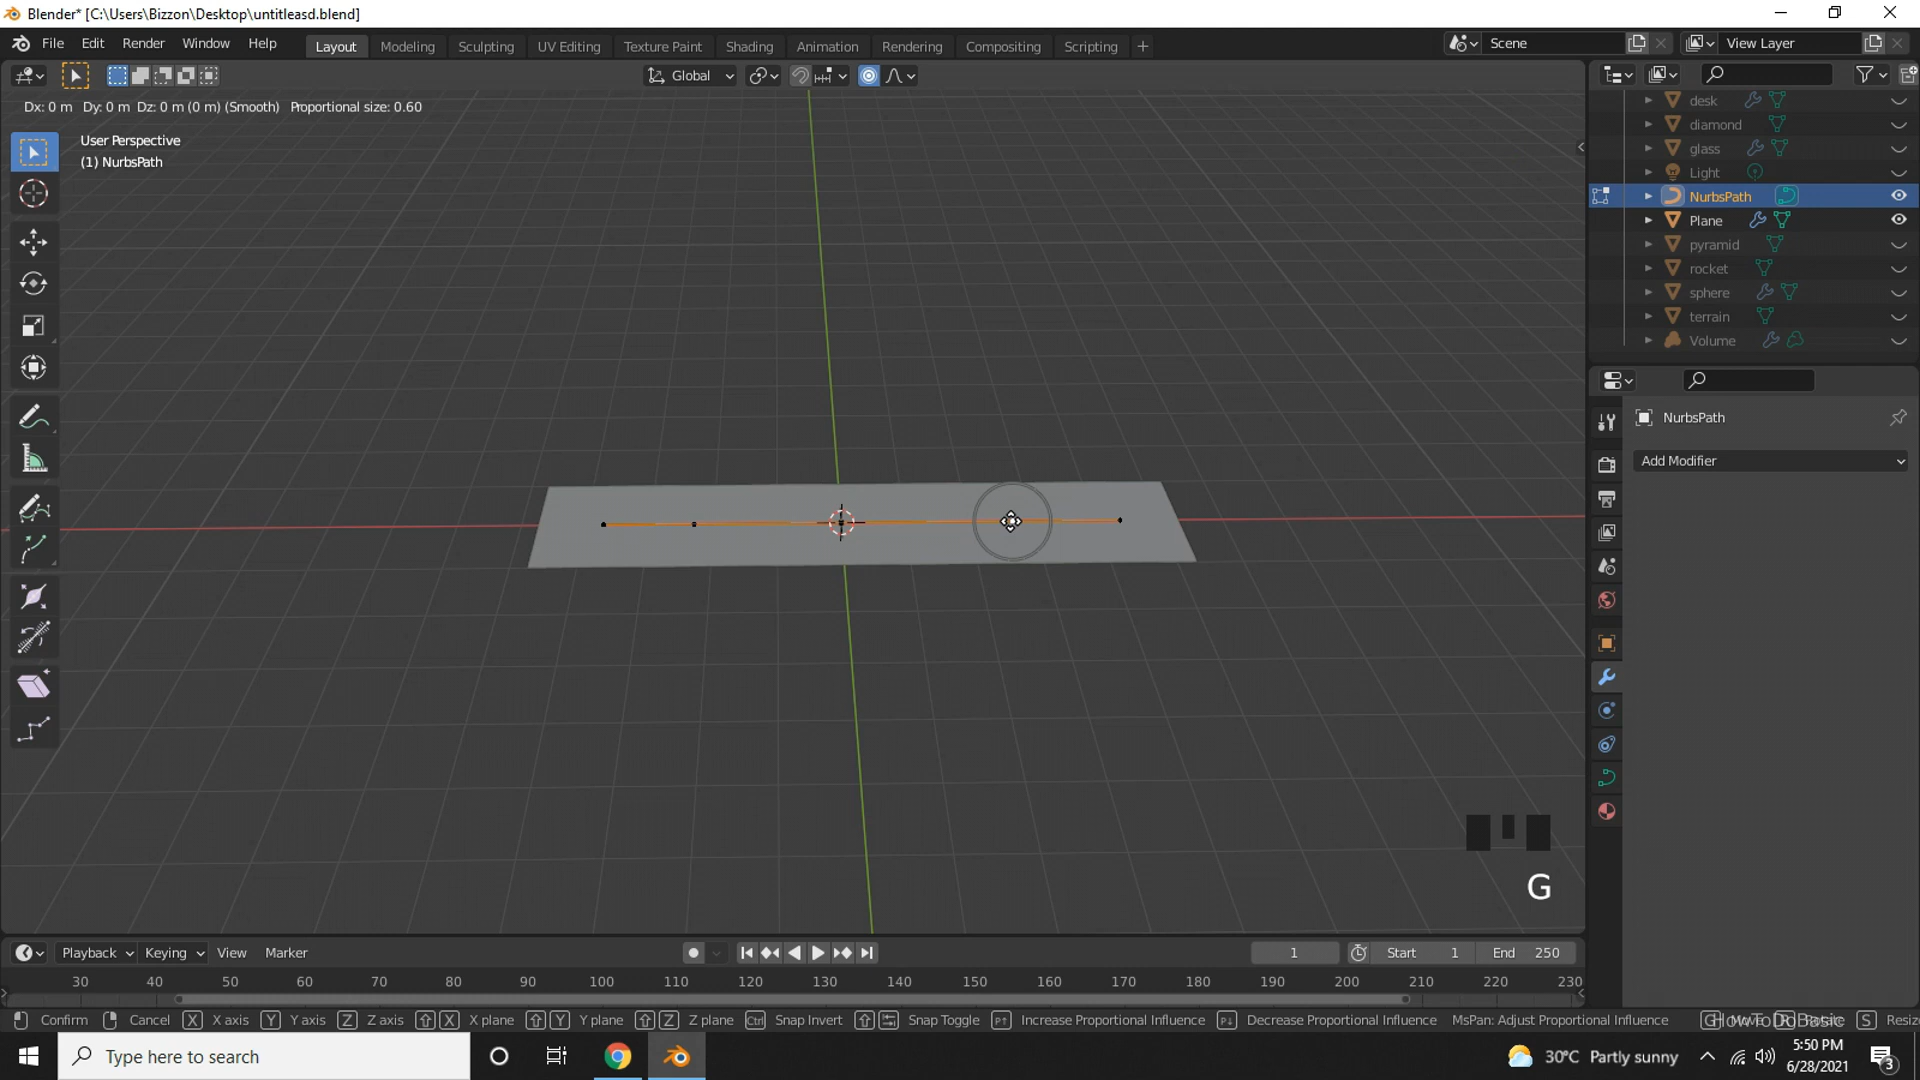 Blender* [C:\Users\Bizzon\Desktop\untitleasd.blend]
File Edit Render Window Help Layout Modeling Sculpting UV Editing Texture Paint Shading Animation Rendering Compositing Scripting + Scene View Layer
Global
Dx: 0 m Dy: 0 m Dz: 0 m (0 m) (Smooth) Proportional size: 0.60
User Perspective
(1) NurbsPath
desk
diamond
glass
Light
NurbsPath
Plane
pyramid
rocket
sphere
terrain
Volume
NurbsPath
Add Modifier
G
Playback Keying View Marker 1 Start 1 End 250
30 40 50 60 70 80 90 100 110 120 130 140 150 160 170 180 190 200 210 220 230
Confirm Cancel X X axis Y Y axis Z Z axis X X plane Y Y plane Z Z plane Ctrl Snap Invert Snap Toggle Increase Proportional Influence Decrease Proportional Influence MsPan: Adjust Proportional Influence G Move R Rotate S Resize
HowToDoBasic
Type here to search
30°C Partly sunny
5:50 PM
6/28/2021
3